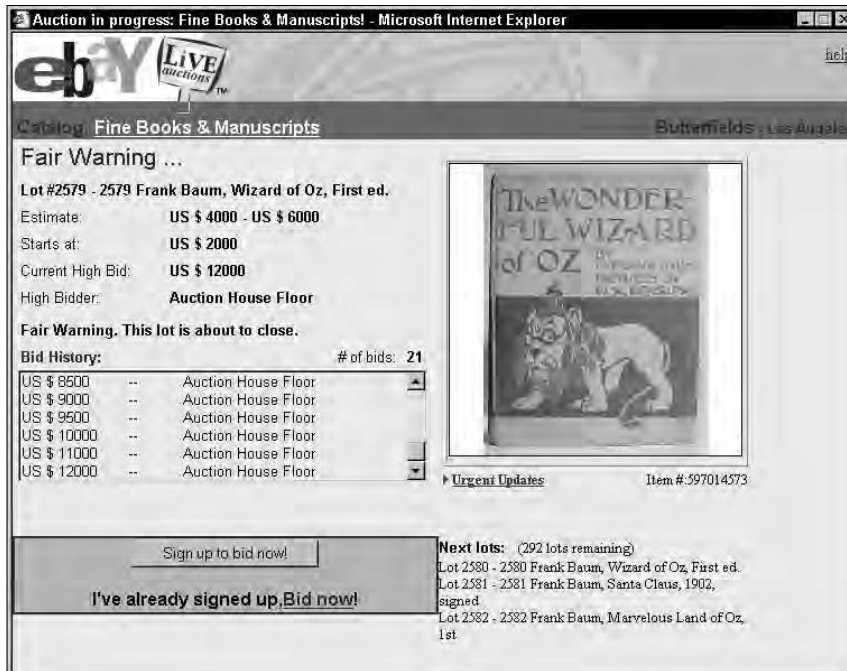 Auction in progress: Fine Books & Manuscripts! - Microsoft Internet Explorer
ebaY LiVE auctions TM
help
Catalog: Fine Books & Manuscripts
Butterfields - Los Angeles
Fair Warning ...
Lot #2579 - 2579 Frank Baum, Wizard of Oz, First ed.
Estimate: US $ 4000 - US $ 6000
Starts at: US $ 2000
Current High Bid: US $ 12000
High Bidder: Auction House Floor
Fair Warning. This lot is about to close.
Bid History: # of bids: 21
US $ 8500 -- Auction House Floor
US $ 9000 -- Auction House Floor
US $ 9500 -- Auction House Floor
US $ 10000 -- Auction House Floor
US $ 11000 -- Auction House Floor
US $ 12000 -- Auction House Floor
The WONDER-
FUL WIZARD
of OZ
Urgent Updates
Item #:597014573
Sign up to bid now!
I've already signed up,Bid now!
Next lots: (292 lots remaining)
Lot 2580 - 2580 Frank Baum, Wizard of Oz, First ed.
Lot 2581 - 2581 Frank Baum, Santa Claus, 1902,
signed
Lot 2582 - 2582 Frank Baum, Marvelous Land of Oz,
1st